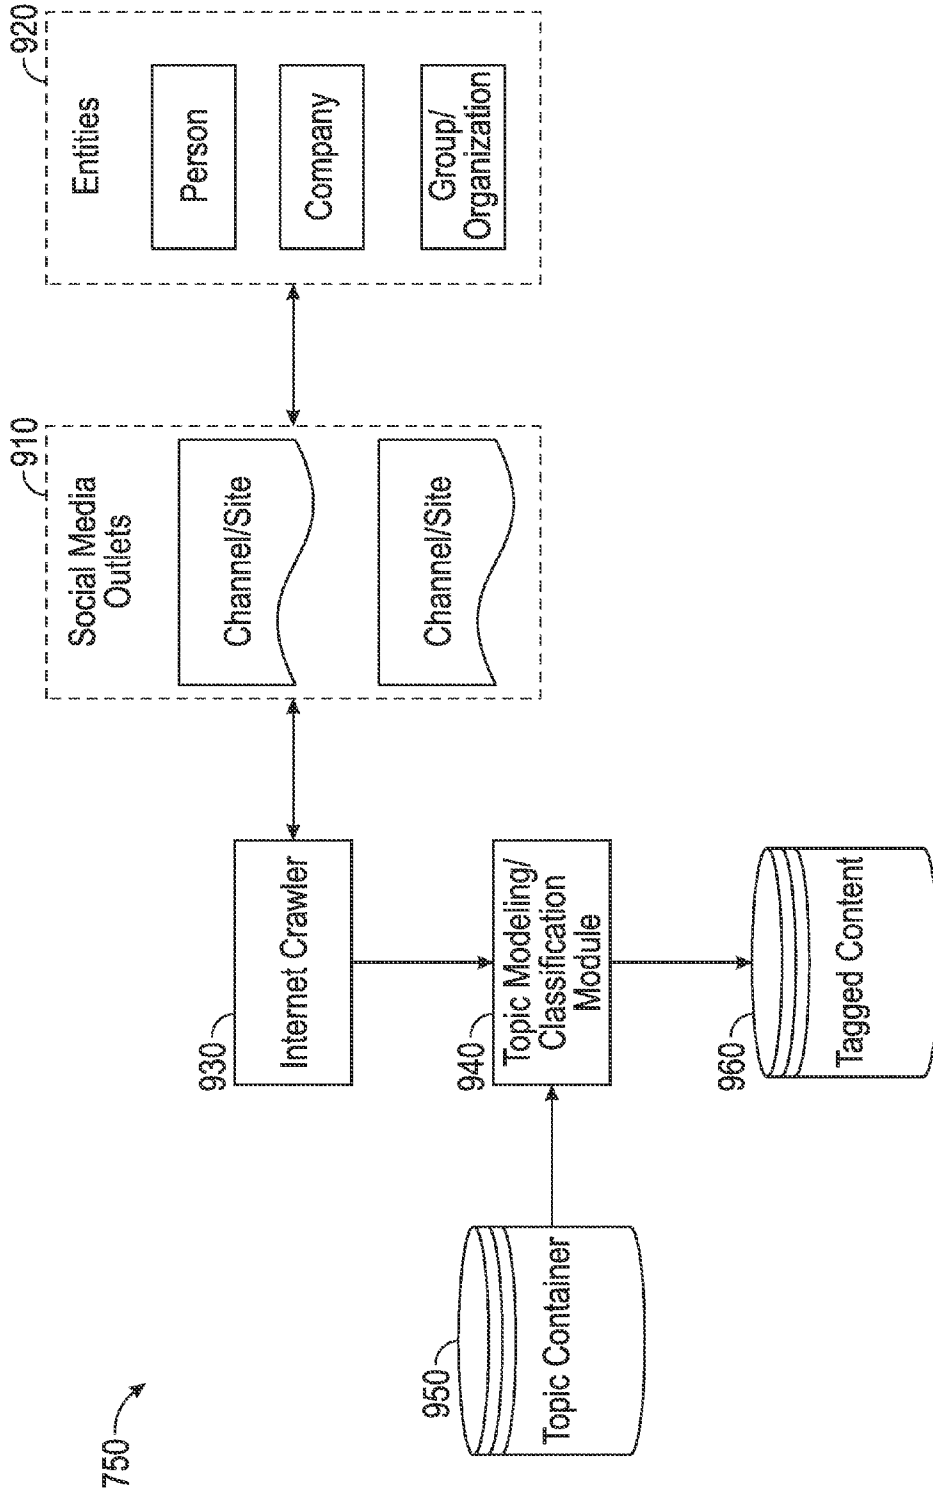 750
920
Entities
Person
Company
Group/
Organization
910
Social Media
Outlets
Channel/Site
Channel/Site
930
Internet Crawler
940
Topic Modeling/
Classification
Module
950
Topic Container
960
Tagged Content